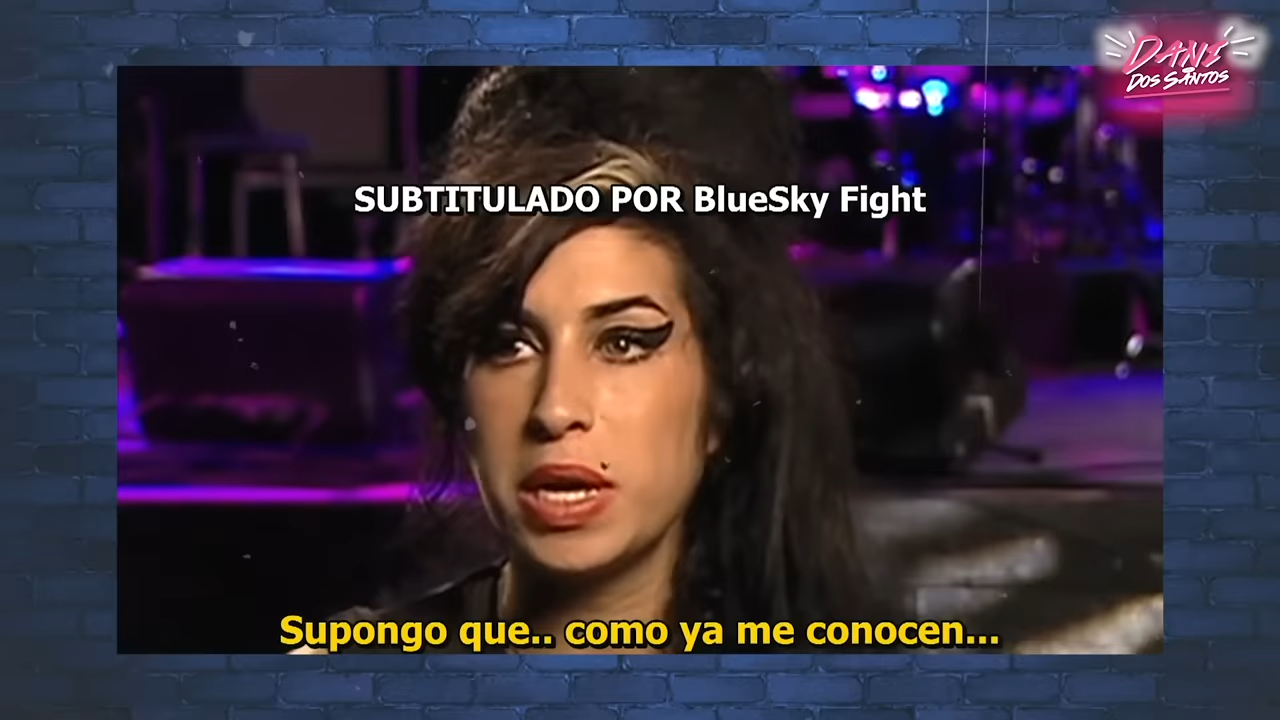 DANI
DOS SANTOS
SUBTITULADO POR BlueSky Fight
Supongo que.. como ya me conocen...